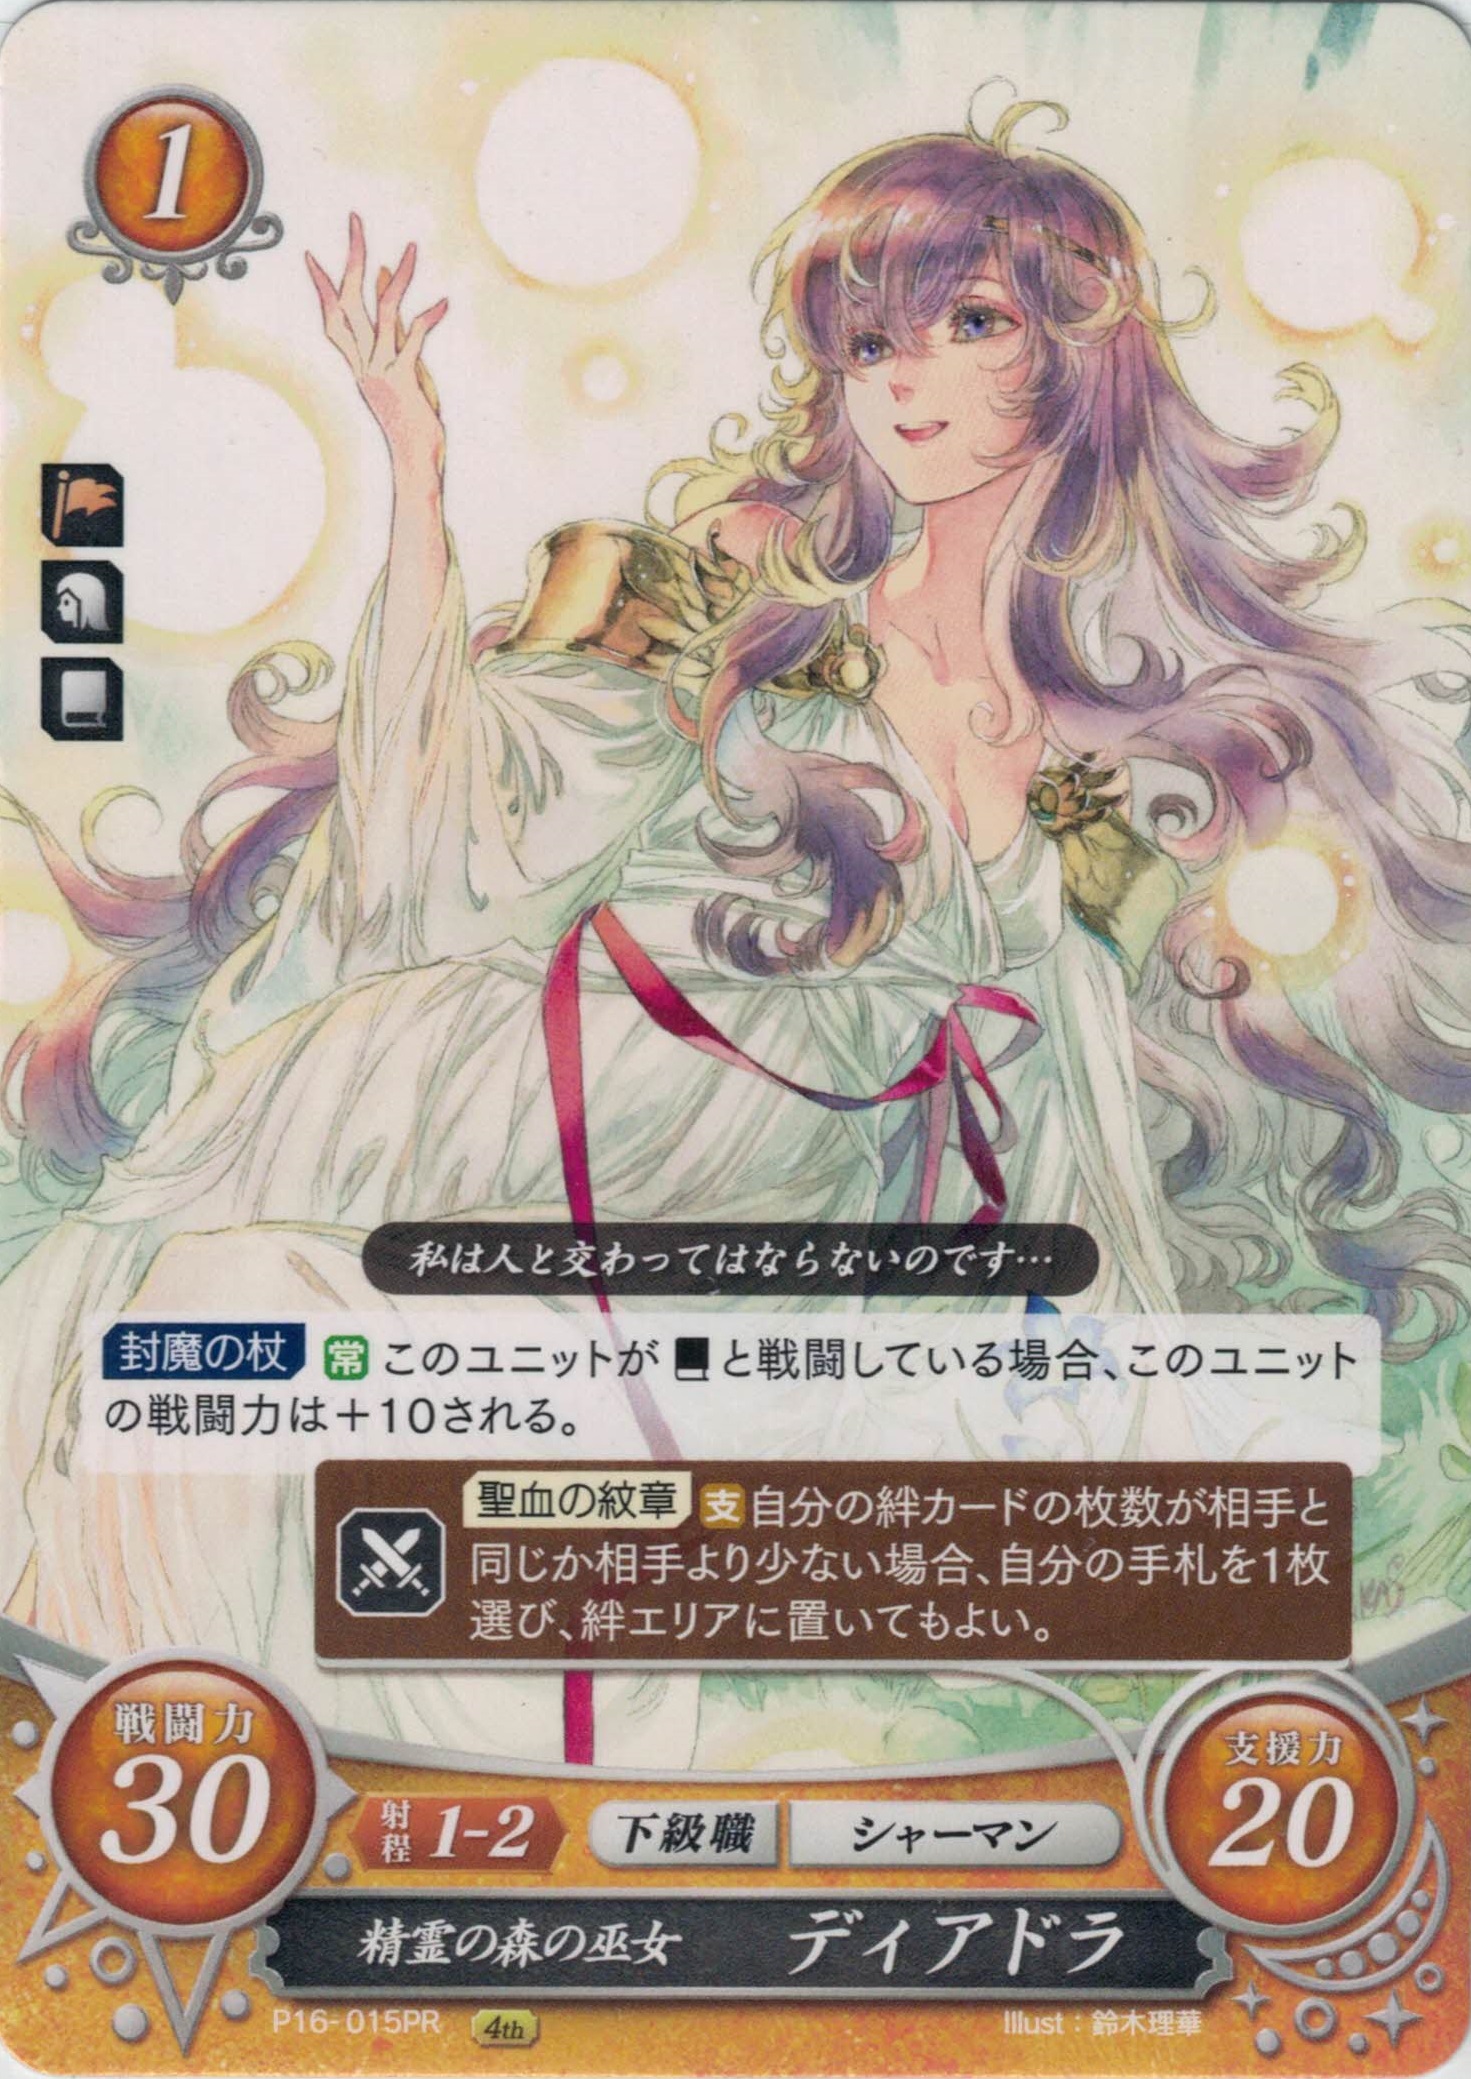 1
私は人と交わってはならないのです…
封魔の杖 常 このユニットが と戦闘している場合、このユニット
の戦闘力は＋10される。
聖血の紋章 支 自分の絆カードの枚数が相手と
同じか相手より少ない場合、自分の手札を1枚
選び、絆エリアに置いてもよい。
戦闘力
30
射程 1-2
下級職
シャーマン
支援力
20
精霊の森の巫女 ディアドラ
P16-015PR 4th
Illust：鈴木理華